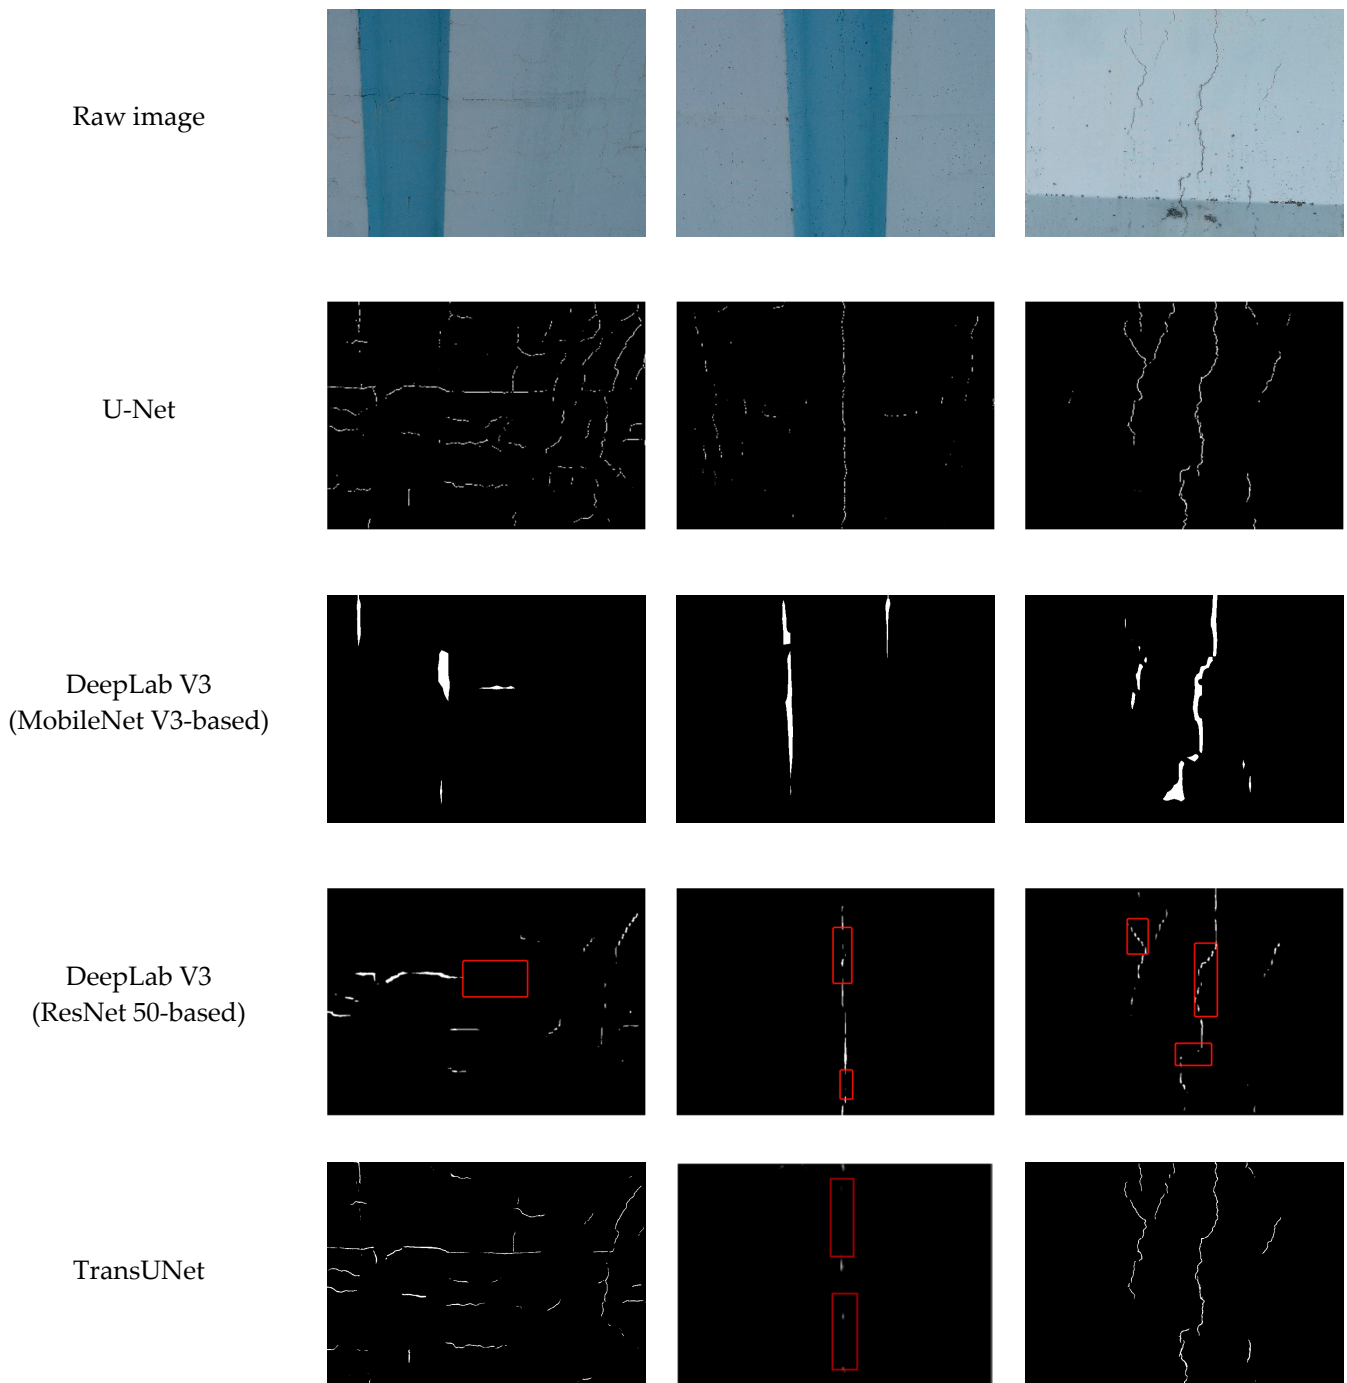 Raw image
U-Net
DeepLab V3
(MobileNet V3-based)
DeepLab V3
(ResNet 50-based)
TransUNet